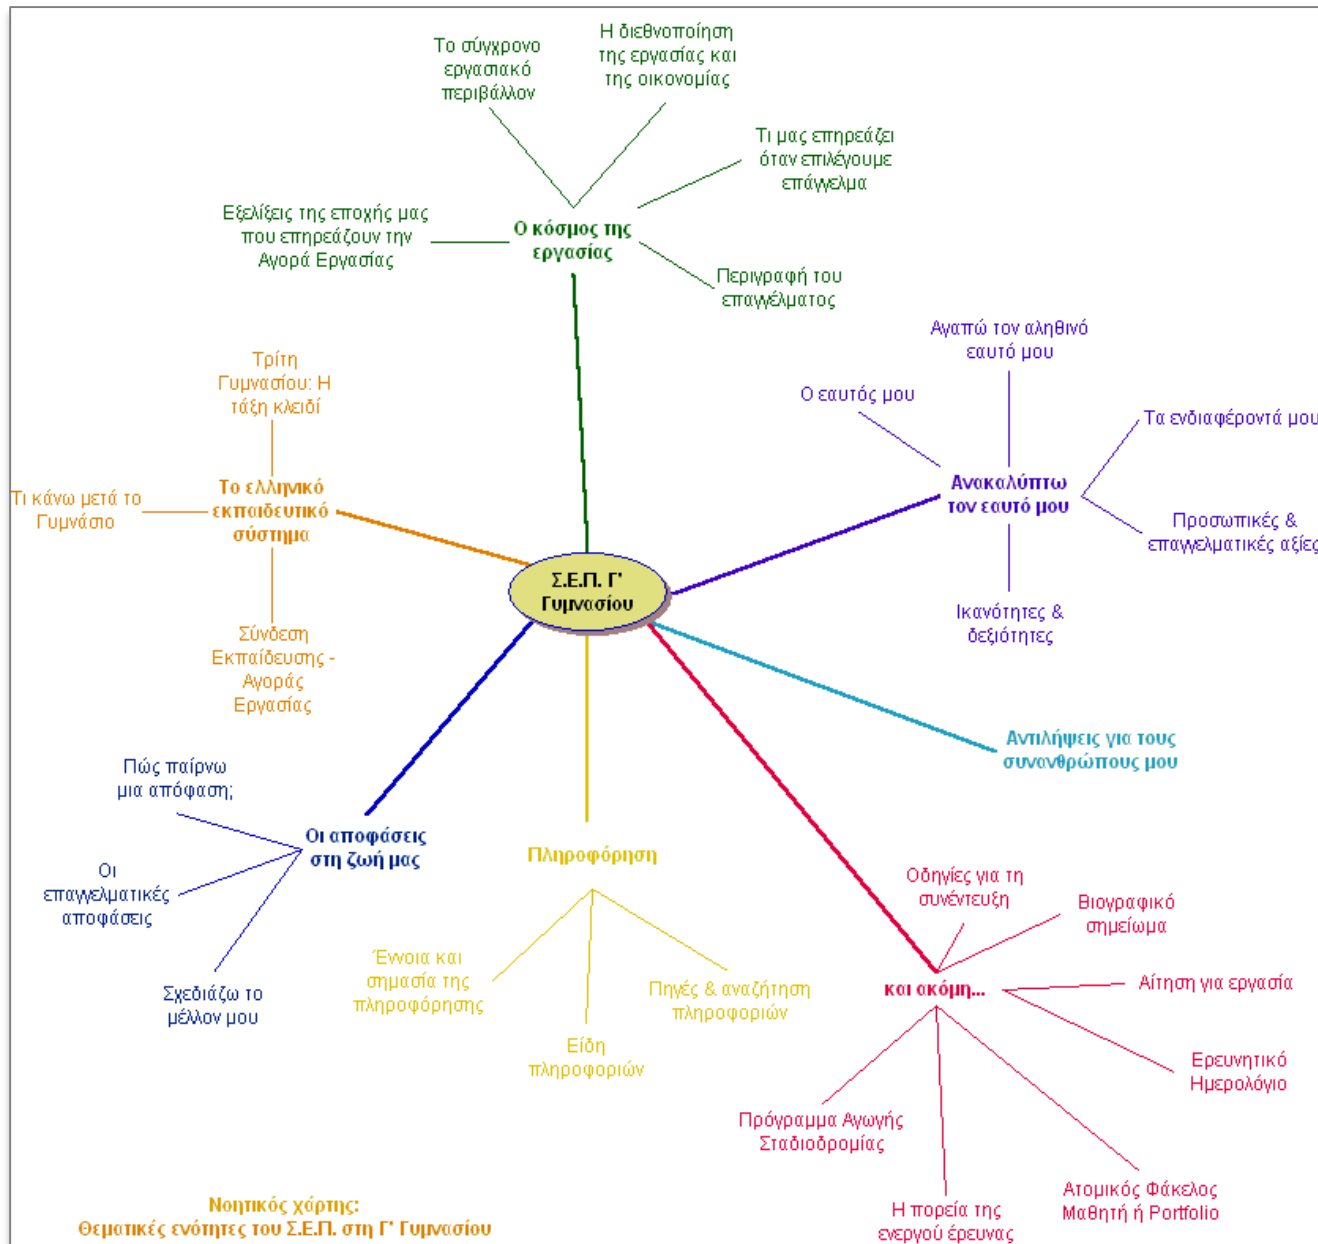 Το σύγχρονο
εργασιακό
περιβάλλον
Η διεθνοποίηση
της εργασίας και
της οικονομίας
Τι μας επηρεάζει
όταν επιλέγουμε
επάγγελμα
Εξελίξεις της εποχής μας
που επηρεάζουν την
Αγορά Εργασίας
Ο κόσμος της
εργασίας
Περιγραφή του
επαγγέλματος
Αγαπώ τον αληθινό
εαυτό μου
Ο εαυτός μου
Τα ενδιαφέροντά μου
Ανακαλύπτω
τον εαυτό μου
Προσωπικές &
επαγγελματικές αξίες
Ικανότητες &
δεξιότητες
Τρίτη
Γυμνασίου: Η
τάξη κλειδί
Τι κάνω μετά το
Γυμνάσιο
Το ελληνικό
εκπαιδευτικό
σύστημα
Σύνδεση
Εκπαίδευσης -
Αγοράς
Εργασίας
Σ.Ε.Π. Γ'
Γυμνασίου
Αντιλήψεις για τους
συνανθρώπους μου
Πώς παίρνω
μια απόφαση;
Οι αποφάσεις
στη ζωή μας
Οι
επαγγελματικές
αποφάσεις
Σχεδιάζω το
μέλλον μου
Πληροφόρηση
Έννοια και
σημασία της
πληροφόρησης
Είδη
πληροφοριών
Πηγές & αναζήτηση
πληροφοριών
Οδηγίες για τη
συνέντευξη
Βιογραφικό
σημείωμα
και ακόμη...
Αίτηση για εργασία
Ερευνητικό
Ημερολόγιο
Πρόγραμμα Αγωγής
Σταδιοδρομίας
Η πορεία της
ενεργού έρευνας
Ατομικός Φάκελος
Μαθητή ή Portfolio
Νοητικός χάρτης:
Θεματικές ενότητες του Σ.Ε.Π. στη Γ' Γυμνασίου